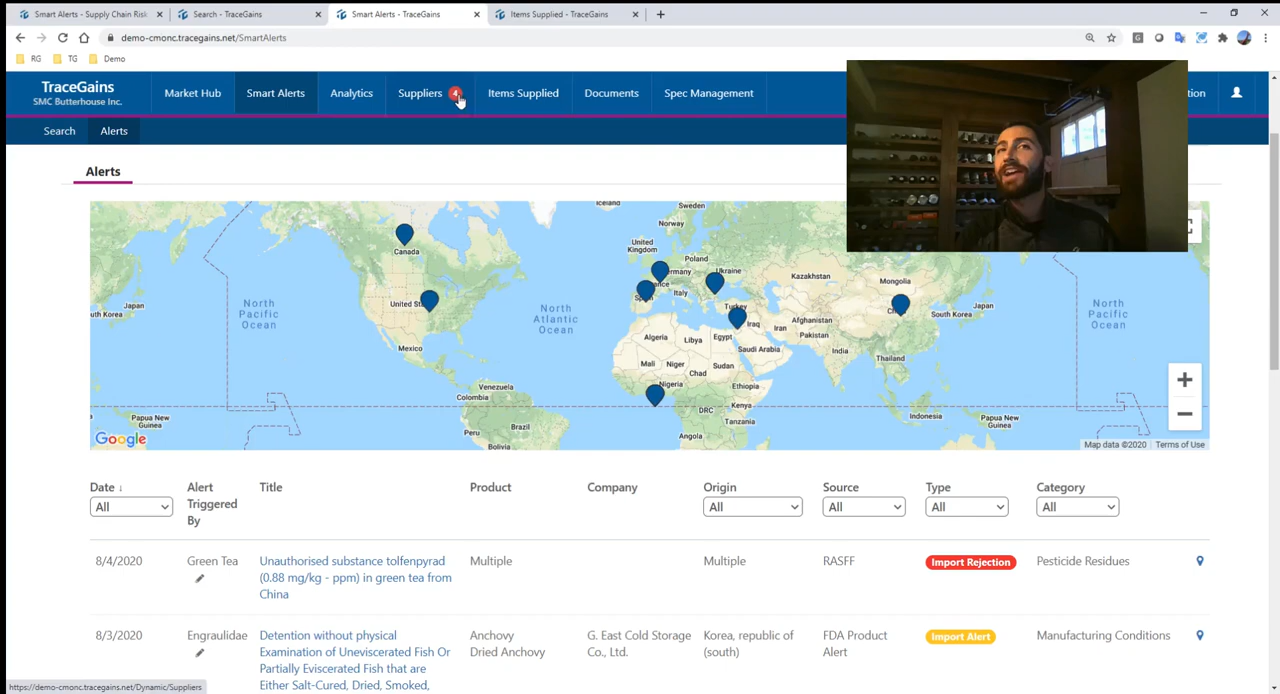 Smart Alerts - Supply Chain Risk
Search - TraceGains
Smart Alerts - TraceGains
Items Supplied - TraceGains
demo-cmonc.tracegains.net/SmartAlerts
RG
TG
Demo
TraceGains
SMC Butterhouse Inc.
Market Hub
Smart Alerts
Analytics
Suppliers
4
Items Supplied
Documents
Spec Management
Search
Alerts
Alerts
Iceland
Sweden
Norway
United
Kingdom
Poland
Germany
Ukraine
Canada
Kazakhstan
Mongolia
Italy
Japan
North
Pacific
Ocean
North
Atlantic
Ocean
Turkey
South Korea
Japan
North
Pacific
Ocean
Afghanistan
Iraq
Iran
Pakistan
Algeria
Libya
Egypt
Saudi Arabia
India
Mexico
Mali
Niger
Sudan
Chad
Thailand
Nigeria
Ethiopia
Venezuela
Colombia
DRC
Kenya
Papua New
Guinea
Brazil
Peru
Tanzania
Indonesia
Papua New
Guinea
Angola
Bolivia
Google
Map data ©2020
Terms of Use
Date ↓
Alert
Triggered
By
Title
Product
Company
Origin
Source
Type
Category
All
All
All
All
All
8/4/2020
Green Tea
Unauthorised substance tolfenpyrad
(0.88 mg/kg - ppm) in green tea from
China
Multiple
Multiple
RASFF
Import Rejection
Pesticide Residues
8/3/2020
Engraulidae
Detention without physical
Examination of Uneviscerated Fish Or
Partially Eviscerated Fish that are
Either Salt-Cured, Dried, Smoked,
Anchovy
Dried Anchovy
G. East Cold Storage
Co., Ltd.
Korea, republic of
(south)
FDA Product
Alert
Import Alert
Manufacturing Conditions
https://demo-cmonc.tracegains.net/Dynamic/Suppliers